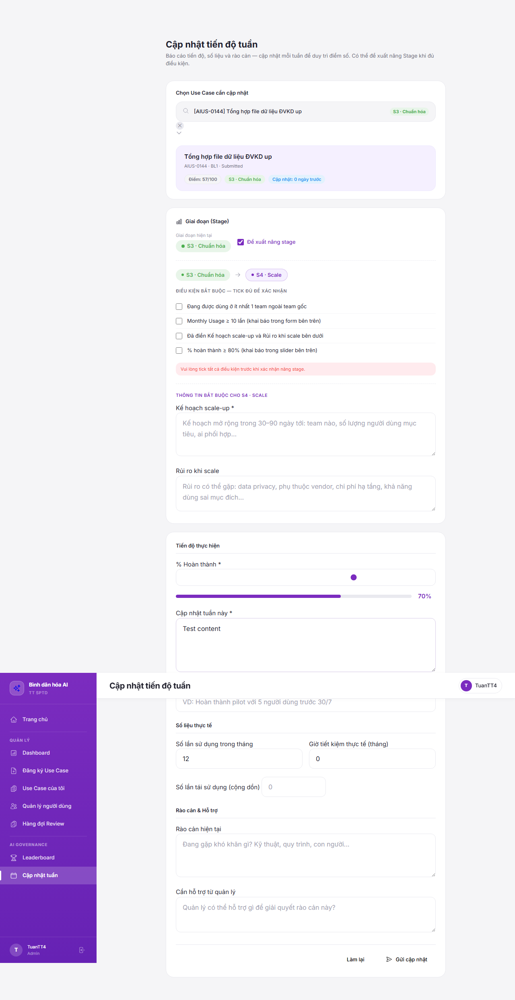 Cập nhật tiến độ tuần
Báo cáo tiến độ, số liệu và rào cản — cập nhật mỗi tuần để duy trì điểm số. Có thể đề xuất nâng Stage khi đủ
điều kiện.
Chọn Use Case cần cập nhật
[AIUS-0144] Tổng hợp file dữ liệu ĐVKD up
S3 · Chuẩn hóa
Tổng hợp file dữ liệu ĐVKD up
AIUS-0144 · BL1 · Submitted
Điểm: 57/100
S3 · Chuẩn hóa
Cập nhật: 0 ngày trước
Giai đoạn (Stage)
Giai đoạn hiện tại
S3 · Chuẩn hóa
Đề xuất nâng stage
S3 · Chuẩn hóa
→
S4 · Scale
ĐIỀU KIỆN BẮT BUỘC — TICK ĐỦ ĐỂ XÁC NHẬN
Đang được dùng ở ít nhất 1 team ngoài team gốc
Monthly Usage ≥ 10 lần (khai báo trong form bên trên)
Đã điền Kế hoạch scale-up và Rủi ro khi scale bên dưới
% hoàn thành ≥ 80% (khai báo trong slider bên trên)
Vui lòng tick tất cả điều kiện trước khi xác nhận nâng stage.
THÔNG TIN BẮT BUỘC CHO S4 · SCALE
Kế hoạch scale-up *
Kế hoạch mở rộng trong 30–90 ngày tới: team nào, số lượng người dùng mục
tiêu, ai phối hợp...
Rủi ro khi scale
Rủi ro có thể gặp: data privacy, phụ thuộc vendor, chi phí hạ tầng, khả năng
dùng sai mục đích...
Tiến độ thực hiện
% Hoàn thành *
70%
Cập nhật tuần này *
Test content
Bình dân hóa AI
TT SPTD
Cập nhật tiến độ tuần
T
TuanTT4
VD: Hoàn thành pilot với 5 người dùng trước 30/7
Trang chủ
QUẢN LÝ
Dashboard
Đăng ký Use Case
Use Case của tôi
Quản lý người dùng
Hàng đợi Review
AI GOVERNANCE
Leaderboard
Cập nhật tuần
T
TuanTT4
Admin
Số liệu thực tế
Số lần sử dụng trong tháng
12
Giờ tiết kiệm thực tế (tháng)
0
Số lần tái sử dụng (cộng dồn)
0
Rào cản & Hỗ trợ
Rào cản hiện tại
Đang gặp khó khăn gì? Kỹ thuật, quy trình, con người...
Cần hỗ trợ từ quản lý
Quản lý có thể hỗ trợ gì để giải quyết rào cản này?
Làm lại
Gửi cập nhật